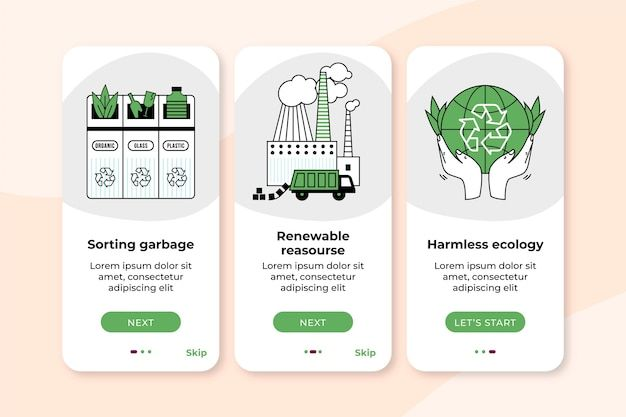 ORGANIC GLASS PLASTIC
Sorting garbage
Lorem ipsum dolor sit
amet, consectetur
adipiscing elit
NEXT
Skip
Renewable
reasourse
Lorem ipsum dolor sit
amet, consectetur
adipiscing elit
NEXT
Skip
Harmless ecology
Lorem ipsum dolor sit
amet, consectetur
adipiscing elit
LET'S START